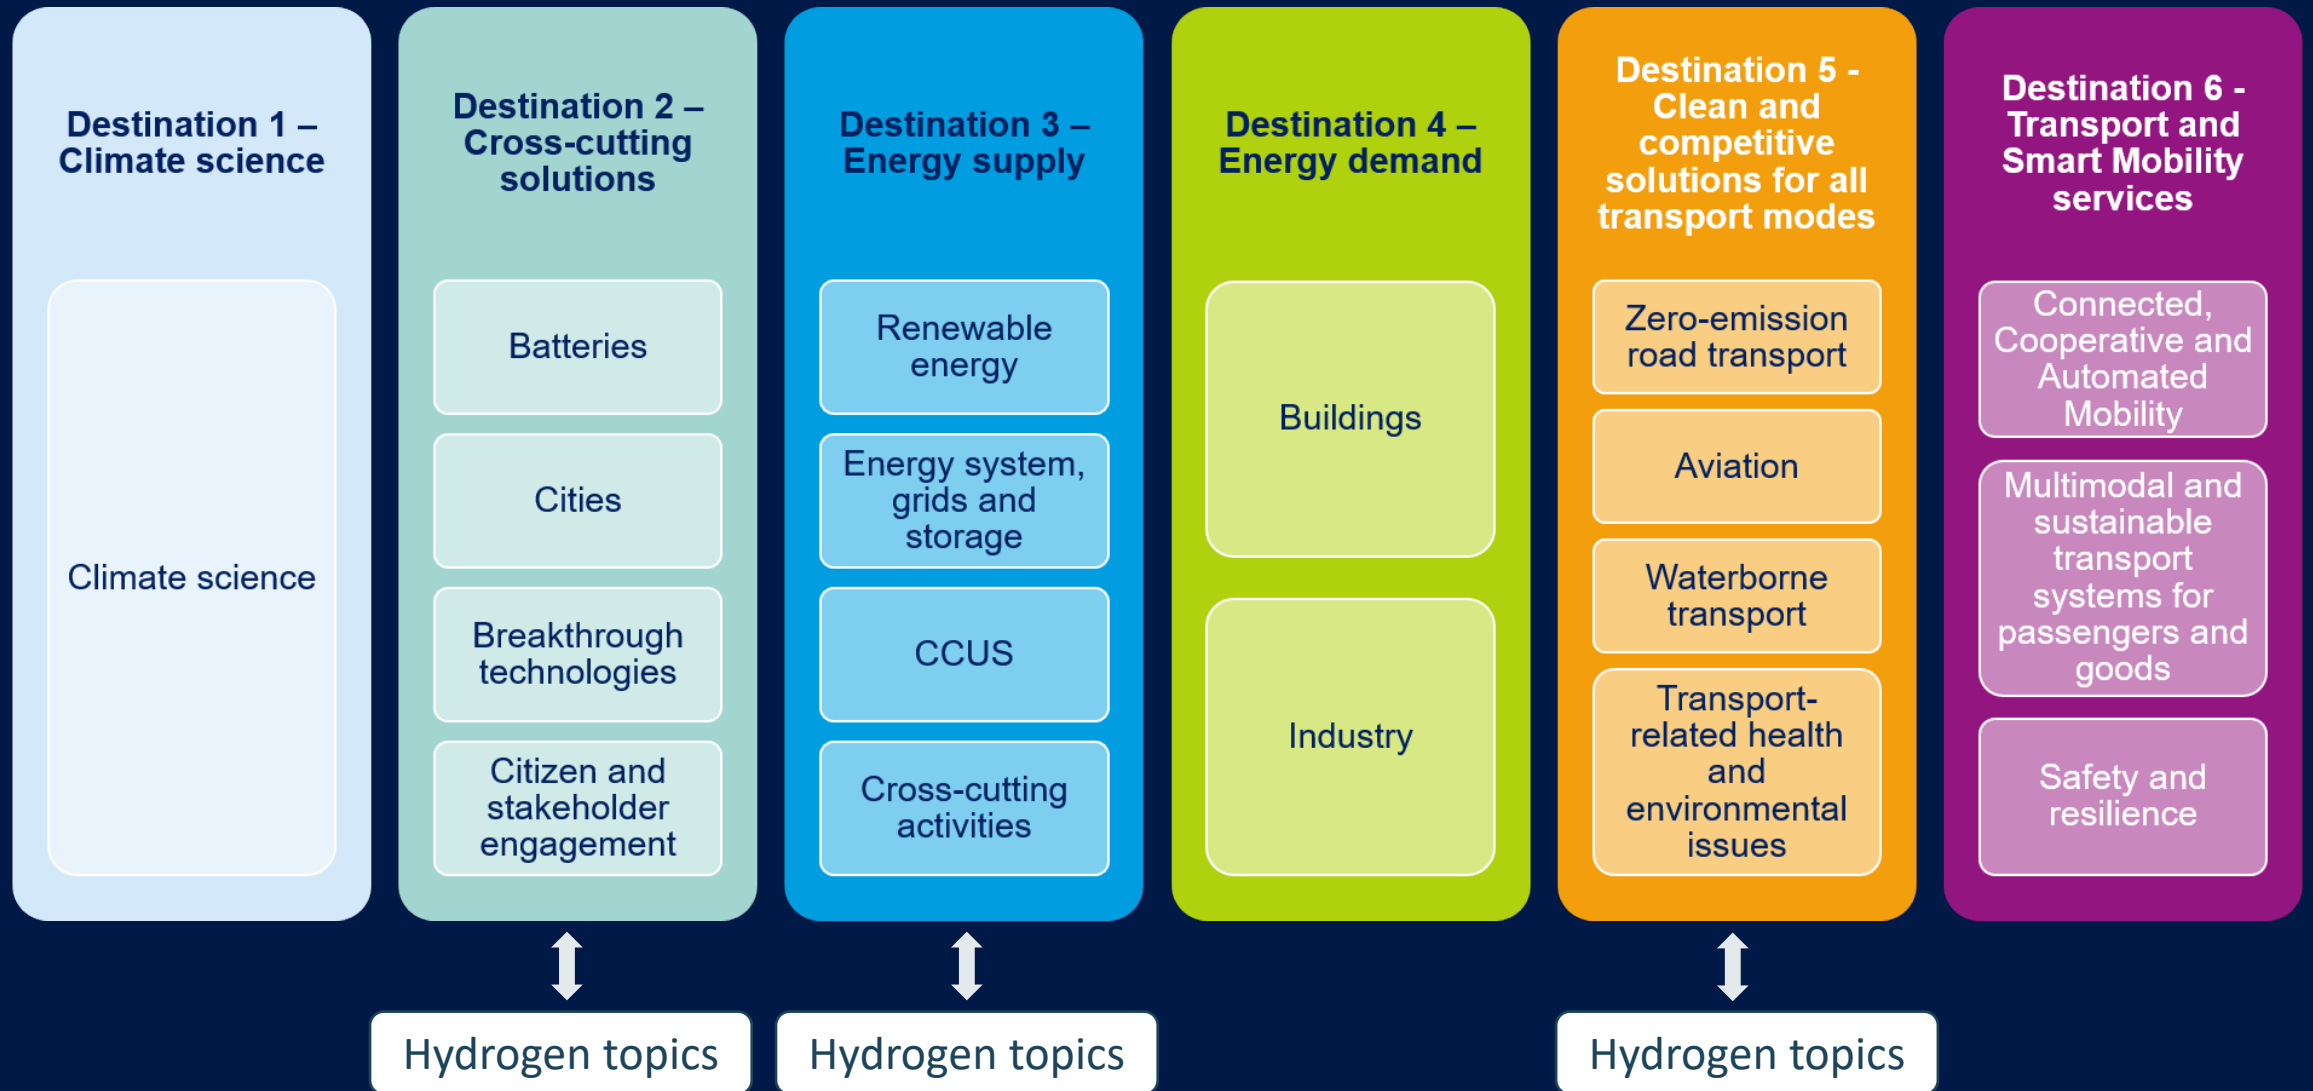 Destination 1 –
Climate science
Climate science
Destination 2 –
Cross-cutting
solutions
Batteries
Cities
Breakthrough
technologies
Citizen and
stakeholder
engagement
Destination 3 –
Energy supply
Renewable
energy
Energy system,
grids and
storage
CCUS
Cross-cutting
activities
Destination 4 –
Energy demand
Buildings
Industry
Destination 5 -
Clean and
competitive
solutions for all
transport modes
Zero-emission
road transport
Aviation
Waterborne
transport
Transport-
related health
and
environmental
issues
Destination 6 -
Transport and
Smart Mobility
services
Connected,
Cooperative and
Automated
Mobility
Multimodal and
sustainable
transport
systems for
passengers and
goods
Safety and
resilience
Hydrogen topics
Hydrogen topics
Hydrogen topics